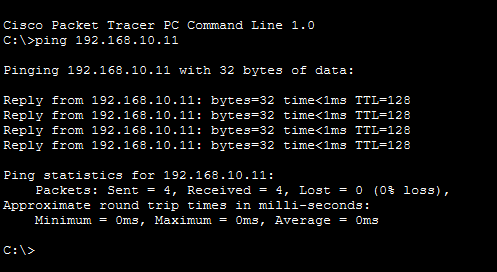 Cisco Packet Tracer PC Command Line 1.0
C:\>ping 192.168.10.11
Pinging 192.168.10.11 with 32 bytes of data:
Reply from 192.168.10.11: bytes=32 time<1ms TTL=128
Reply from 192.168.10.11: bytes=32 time<1ms TTL=128
Reply from 192.168.10.11: bytes=32 time<1ms TTL=128
Reply from 192.168.10.11: bytes=32 time<1ms TTL=128
Ping statistics for 192.168.10.11:
    Packets: Sent = 4, Received = 4, Lost = 0 (0% loss),
Approximate round trip times in milli-seconds:
    Minimum = 0ms, Maximum = 0ms, Average = 0ms
C:\>